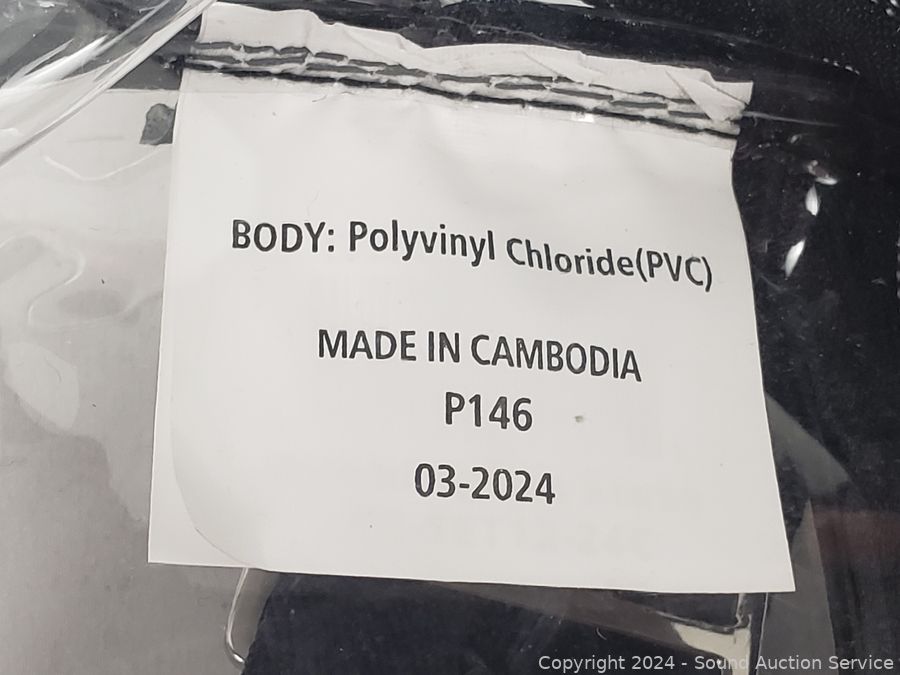 BODY: Polyvinyl Chloride(PVC)
MADE IN CAMBODIA
P146
03-2024
Copyright 2024 - Sound Auction Service